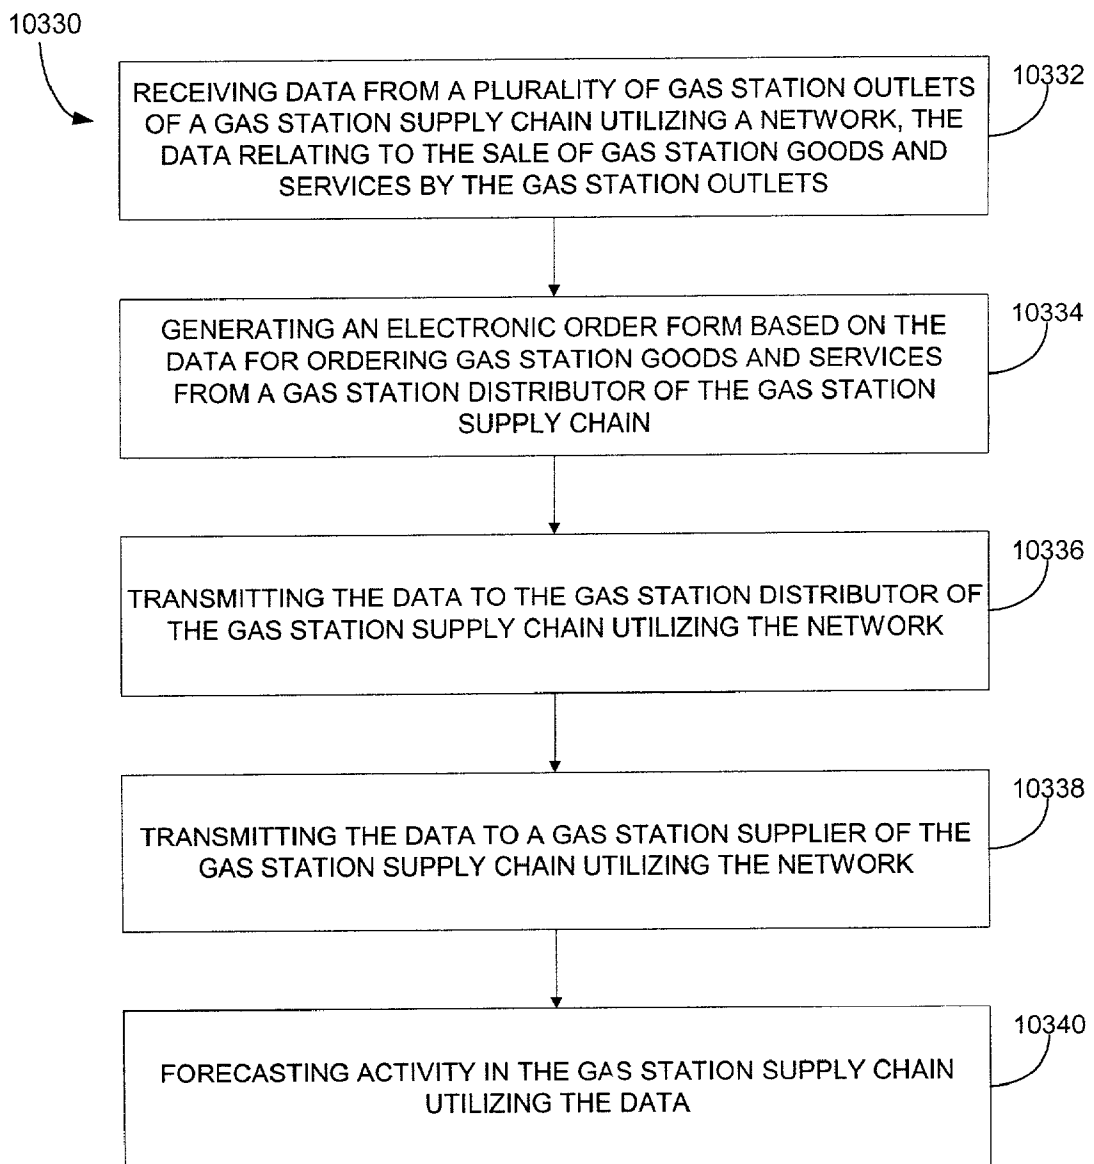 10330
10332
RECEIVING DATA FROM A PLURALITY OF GAS STATION OUTLETS
OF A GAS STATION SUPPLY CHAIN UTILIZING A NETWORK, THE
DATA RELATING TO THE SALE OF GAS STATION GOODS AND
SERVICES BY THE GAS STATION OUTLETS
10334
GENERATING AN ELECTRONIC ORDER FORM BASED ON THE
DATA FOR ORDERING GAS STATION GOODS AND SERVICES
FROM A GAS STATION DISTRIBUTOR OF THE GAS STATION
SUPPLY CHAIN
10336
TRANSMITTING THE DATA TO THE GAS STATION DISTRIBUTOR OF
THE GAS STATION SUPPLY CHAIN UTILIZING THE NETWORK
10338
TRANSMITTING THE DATA TO A GAS STATION SUPPLIER OF THE
GAS STATION SUPPLY CHAIN UTILIZING THE NETWORK
10340
FORECASTING ACTIVITY IN THE GAS STATION SUPPLY CHAIN
UTILIZING THE DATA